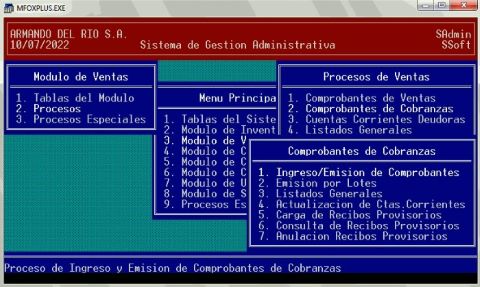 MFOXPLUS.EXE
ARMANDO DEL RIO S.A. SAdmin
10/07/2022 Sistema de Gestion Administrativa SSoft
Modulo de Ventas
1. Tablas del Modulo
2. Procesos
3. Procesos Especiales
Menu Principa
1. Tablas del Siste
2. Modulo de Invent
3. Modulo de V
4. Modulo de C
5. Modulo de C
6. Modulo de C
7. Modulo de U
8. Modulo de S
9. Procesos Es
Procesos de Ventas
1. Comprobantes de Ventas
2. Comprobantes de Cobranzas
3. Cuentas Corrientes Deudoras
4. Listados Generales
Comprobantes de Cobranzas
1. Ingreso/Emision de Comprobantes
2. Emision por Lotes
3. Listados Generales
4. Actualizacion de Ctas.Corrientes
5. Carga de Recibos Provisorios
6. Consulta de Recibos Provisorios
7. Anulacion Recibos Provisorios
Proceso de Ingreso y Emision de Comprobantes de Cobranzas